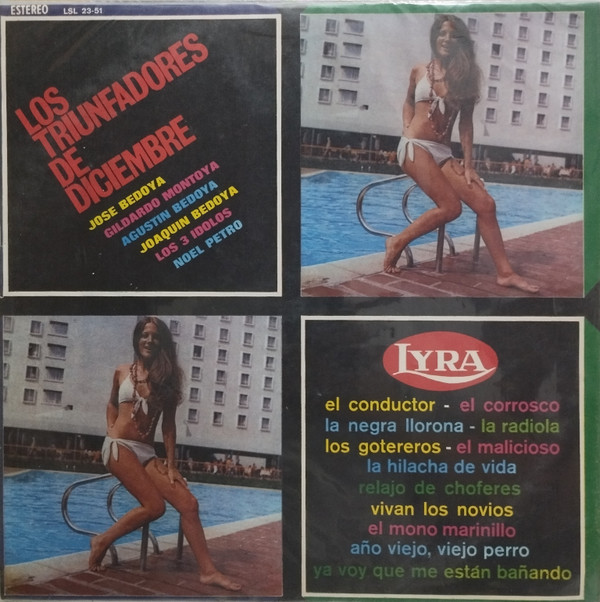 ESTEREO LSL 23-51
LOS
TRIUNFADORES
DE
DICIEMBRE
JOSE BEDOYA
GILDARDO MONTOYA
AGUSTIN BEDOYA
JOAQUIN BEDOYA
LOS 3 IDOLOS
NOEL PETRO
LYRA
el conductor - el corrosco
la negra llorona - la radiola
los gotereros - el malicioso
la hilacha de vida
relajo de choferes
vivan los novios
el mono marinillo
año viejo, viejo perro
ya voy que me están bañando